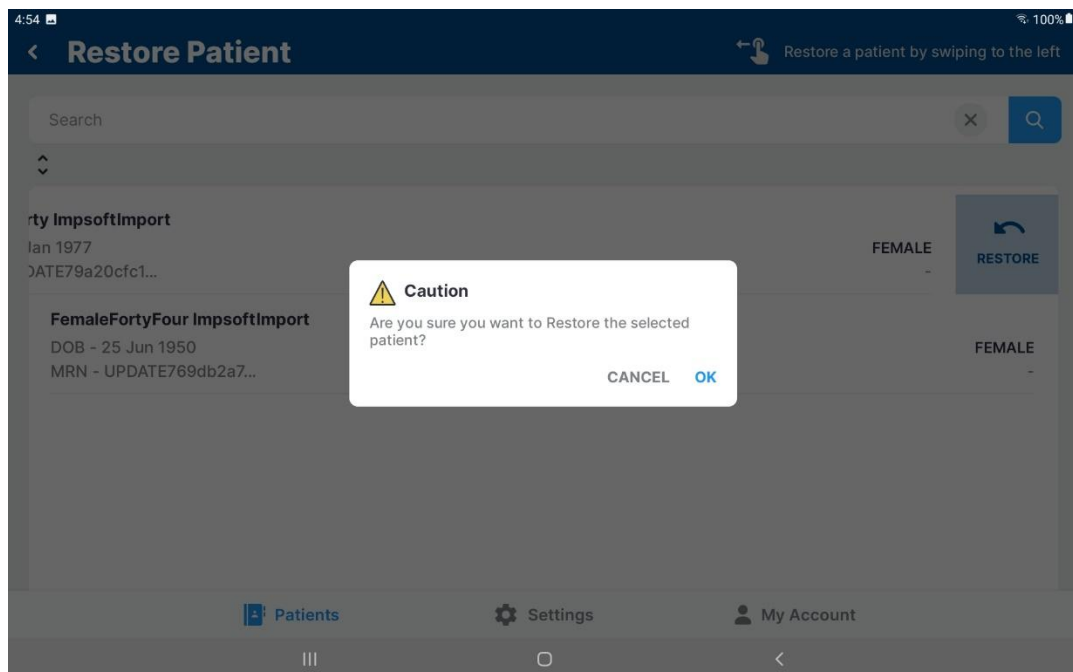 4:54
100%
Restore Patient
Restore a patient by swiping to the left
Search
rty ImpsoftImport
Jan 1977
DATE79a20cfc1...
FEMALE
-
RESTORE
FemaleFortyFour ImpsoftImport
DOB - 25 Jun 1950
MRN - UPDATE769db2a7...
FEMALE
-
Caution
Are you sure you want to Restore the selected
patient?
CANCEL OK
Patients
Settings
My Account